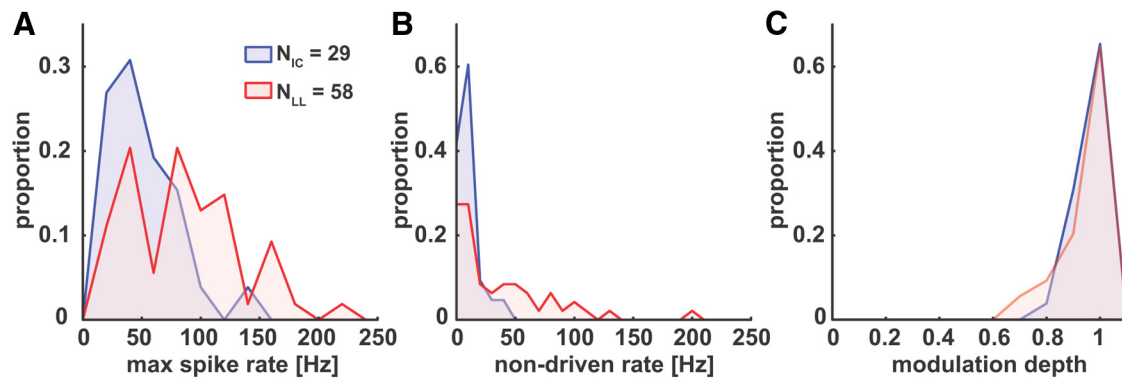 A
B
C
N_IC = 29
N_LL = 58
proportion
0.3
0.2
0.1
0
0 50 100 150 200 250
max spike rate [Hz]
proportion
0.6
0.4
0.2
0
0 50 100 150 200 250
non-driven rate [Hz]
proportion
0.6
0.4
0.2
0
0 0.2 0.4 0.6 0.8 1
modulation depth